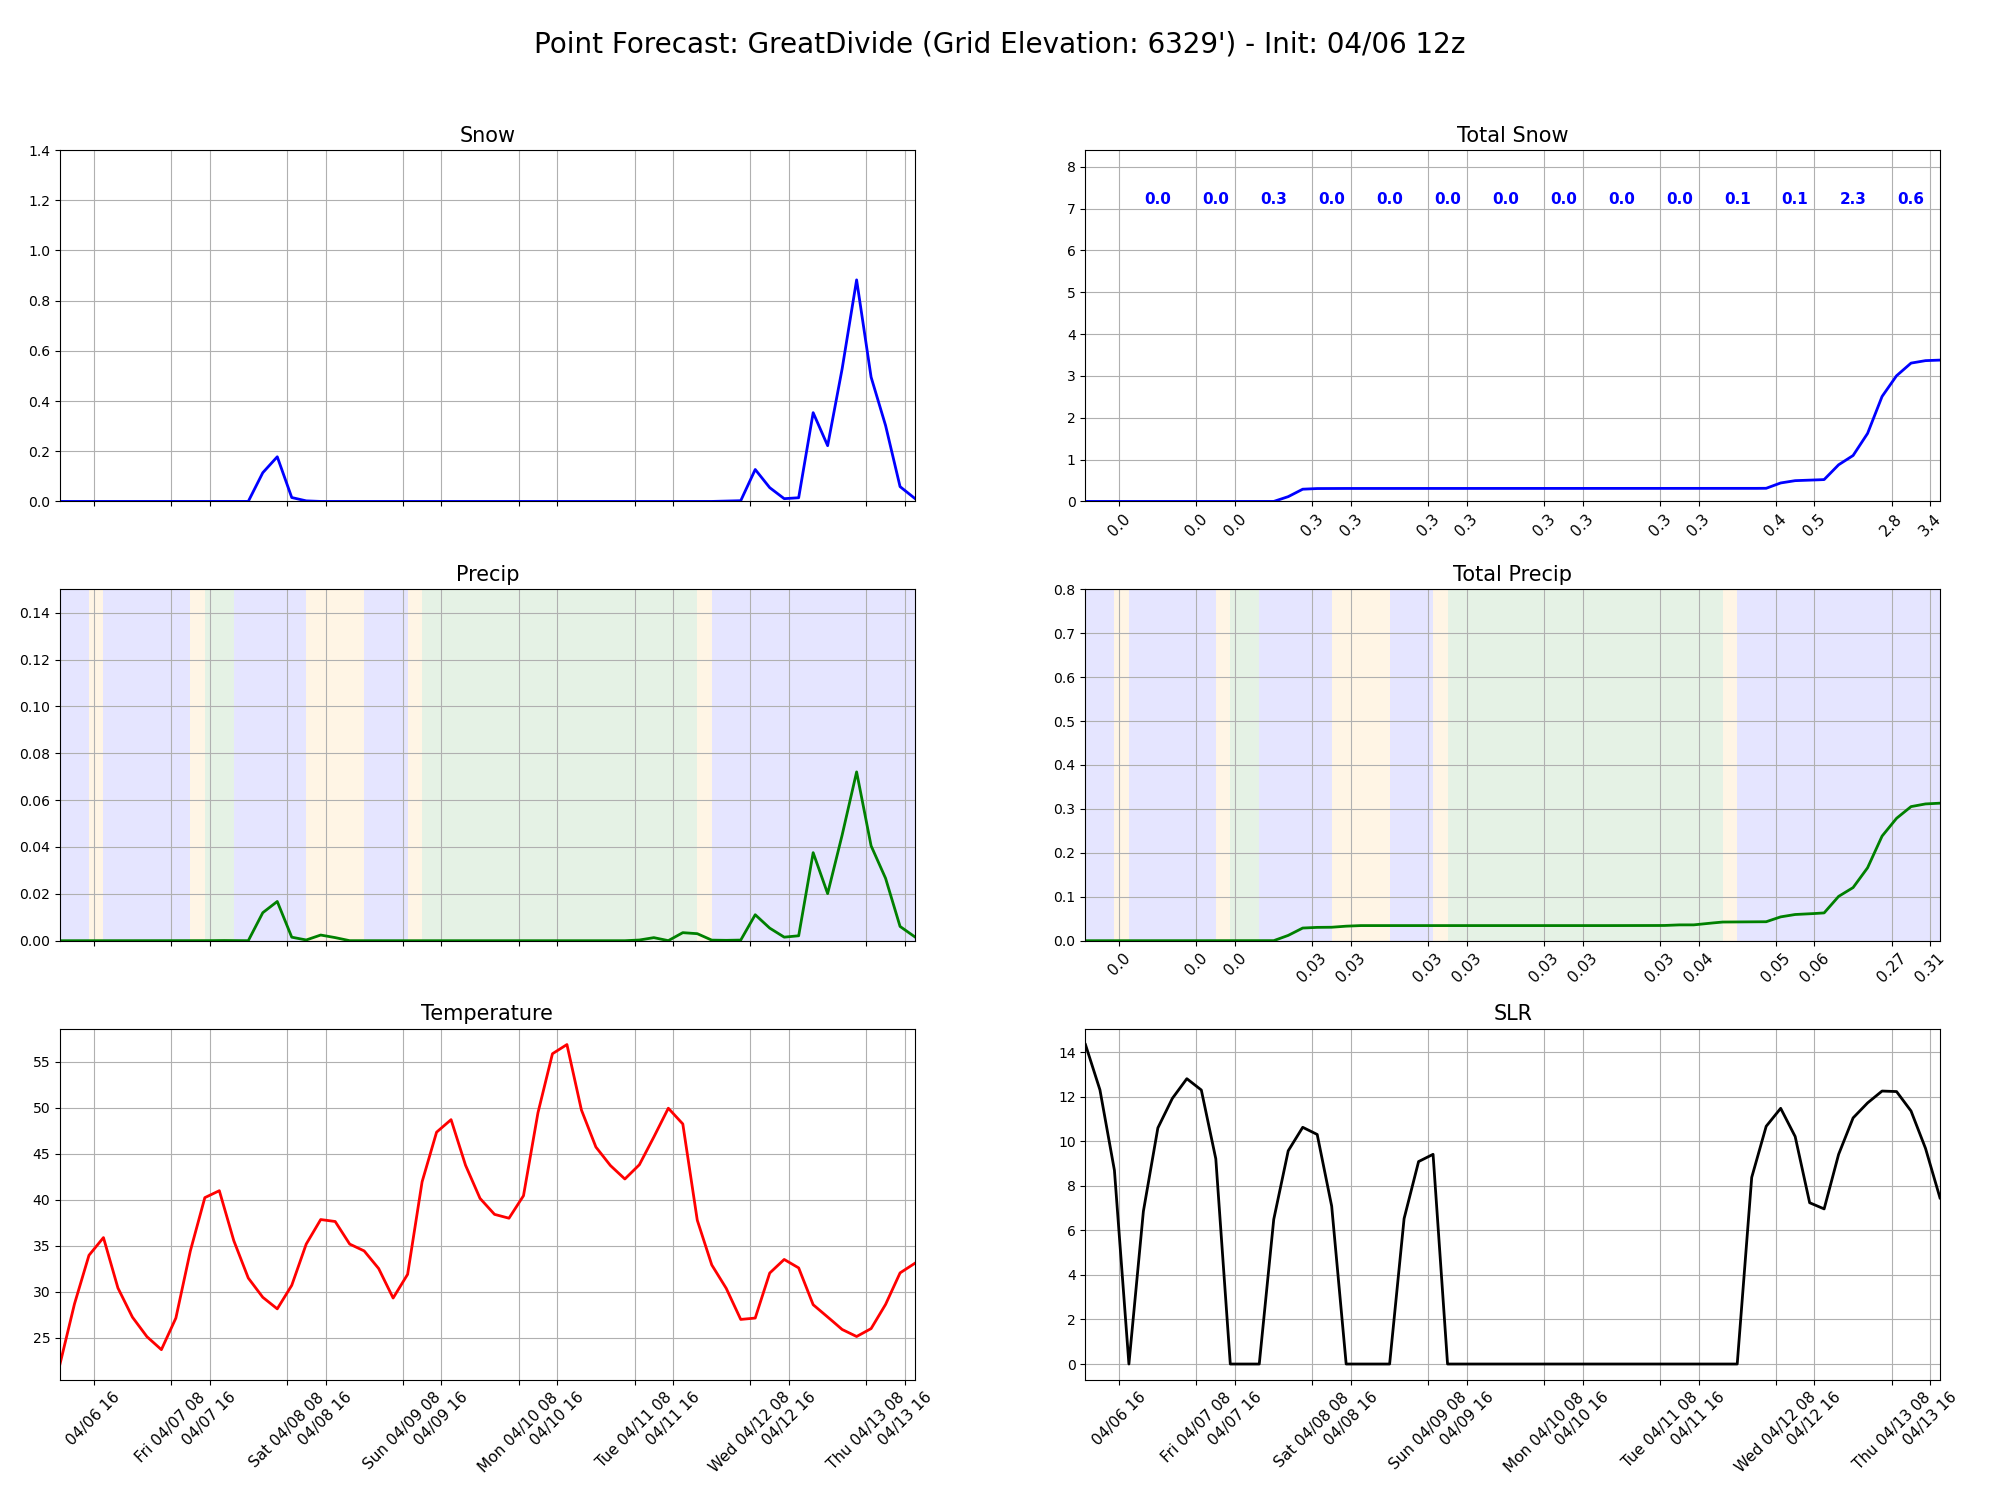 Point Forecast: GreatDivide (Grid Elevation: 6329') - Init: 04/06 12z
Snow
1.4
1.2
1.0
0.8
0.6
0.4
0.2
0.0
Total Snow
8
7
6
5
4
3
2
1
0
0.0 0.0 0.3 0.0 0.0 0.0 0.0 0.0 0.0 0.0 0.1 0.1 2.3 0.6
0.0 0.0 0.0 0.3 0.3 0.3 0.3 0.3 0.3 0.3 0.3 0.4 0.5 2.8 3.4
Precip
0.14
0.12
0.10
0.08
0.06
0.04
0.02
0.00
Total Precip
0.8
0.7
0.6
0.5
0.4
0.3
0.2
0.1
0.0
0.0 0.0 0.0 0.03 0.03 0.03 0.03 0.03 0.03 0.03 0.04 0.05 0.06 0.27 0.31
Temperature
55
50
45
40
35
30
25
04/06 16
Fri 04/07 08
04/07 16
Sat 04/08 08
04/08 16
Sun 04/09 08
04/09 16
Mon 04/10 08
04/10 16
Tue 04/11 08
04/11 16
Wed 04/12 08
04/12 16
Thu 04/13 08
04/13 16
SLR
14
12
10
8
6
4
2
0
04/06 16
Fri 04/07 08
04/07 16
Sat 04/08 08
04/08 16
Sun 04/09 08
04/09 16
Mon 04/10 08
04/10 16
Tue 04/11 08
04/11 16
Wed 04/12 08
04/12 16
Thu 04/13 08
04/13 16